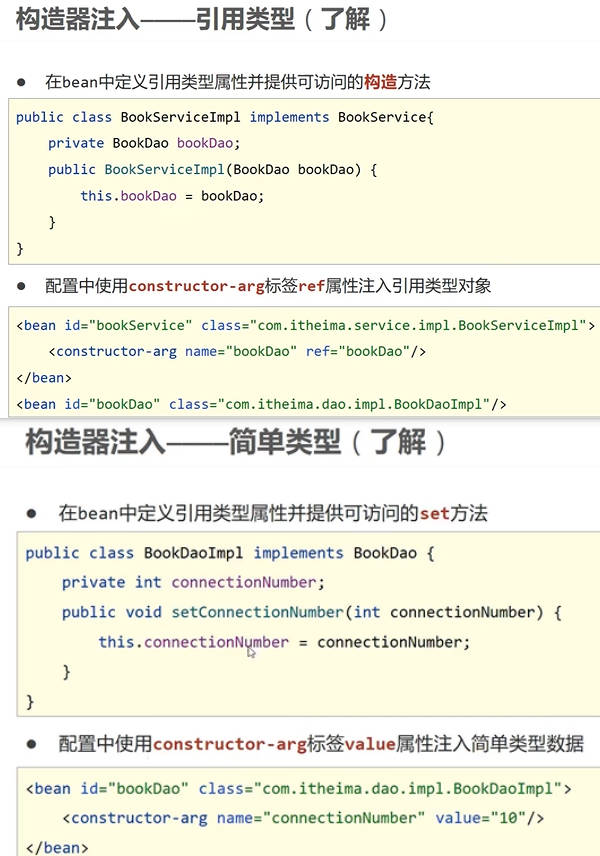 构造器注入——引用类型（了解）
● 在bean中定义引用类型属性并提供可访问的构造方法
public class BookServiceImpl implements BookService{
private BookDao bookDao;
public BookServiceImpl(BookDao bookDao) {
this.bookDao = bookDao;
}
}
● 配置中使用constructor-arg标签ref属性注入引用类型对象
<bean id="bookService" class="com.itheima.service.impl.BookServiceImpl">
<constructor-arg name="bookDao" ref="bookDao"/>
</bean>
<bean id="bookDao" class="com.itheima.dao.impl.BookDaoImpl"/>
构造器注入——简单类型（了解）
● 在bean中定义引用类型属性并提供可访问的set方法
public class BookDaoImpl implements BookDao {
private int connectionNumber;
public void setConnectionNumber(int connectionNumber) {
this.connectionNumber = connectionNumber;
}
}
● 配置中使用constructor-arg标签value属性注入简单类型数据
<bean id="bookDao" class="com.itheima.dao.impl.BookDaoImpl">
<constructor-arg name="connectionNumber" value="10"/>
</bean>